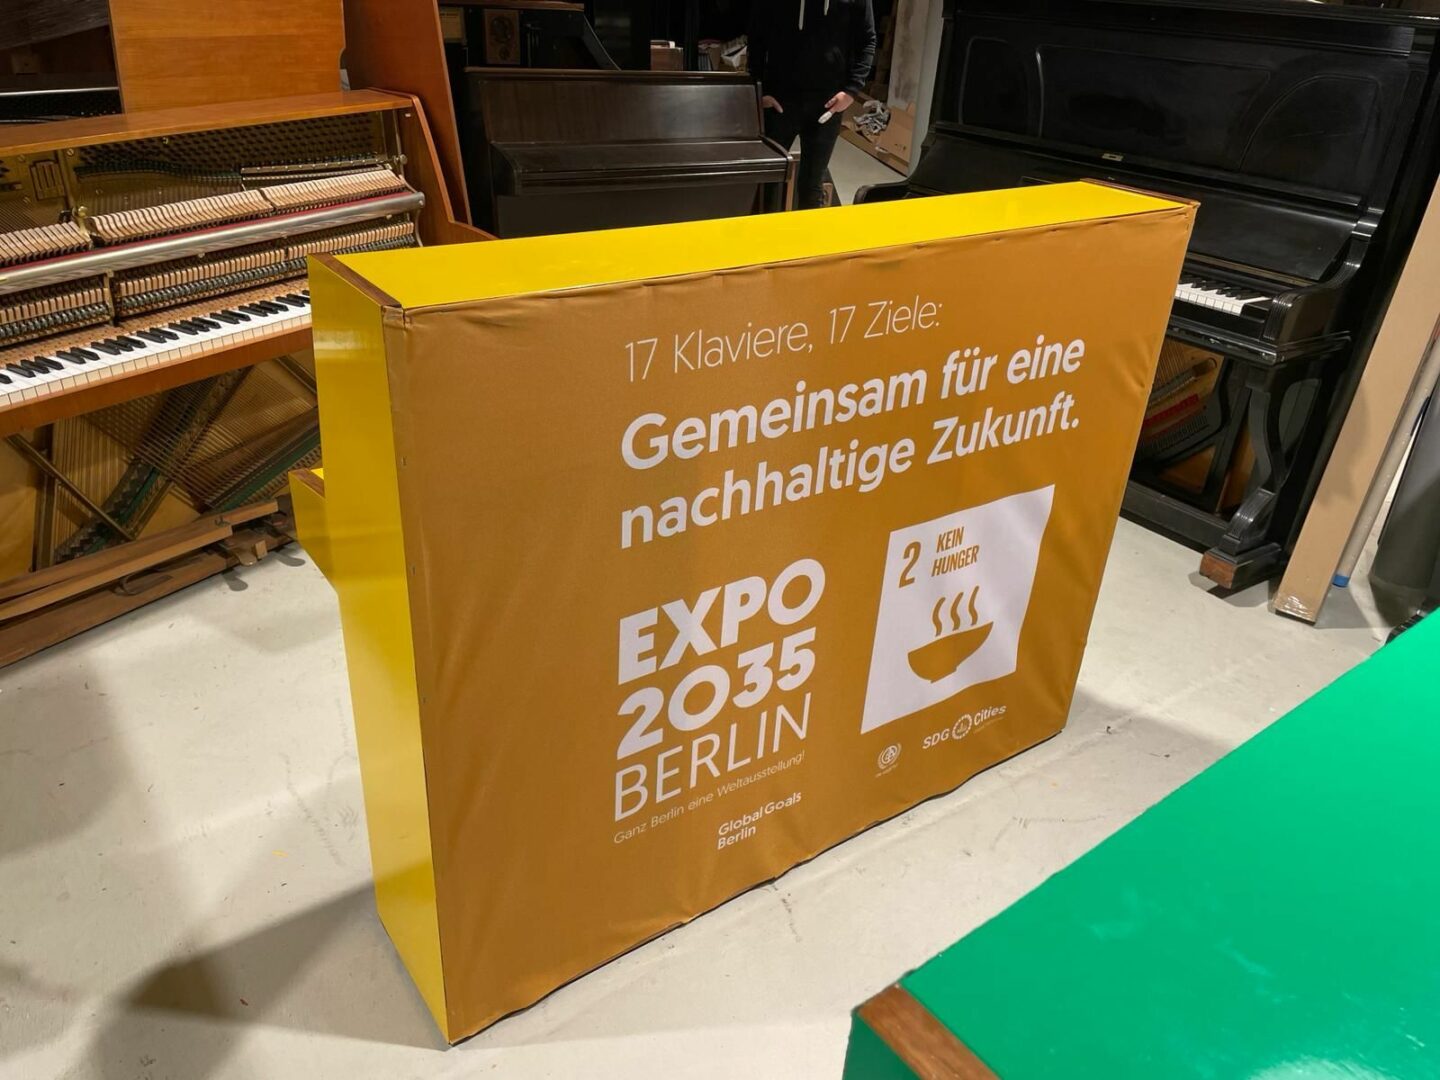 17 Klaviere, 17 Ziele:
Gemeinsam für eine
nachhaltige Zukunft.
2 KEIN
HUNGER
EXPO
2035
BERLIN
Ganz Berlin eine Weltausstellung!
Global Goals
Berlin
SDG Cities